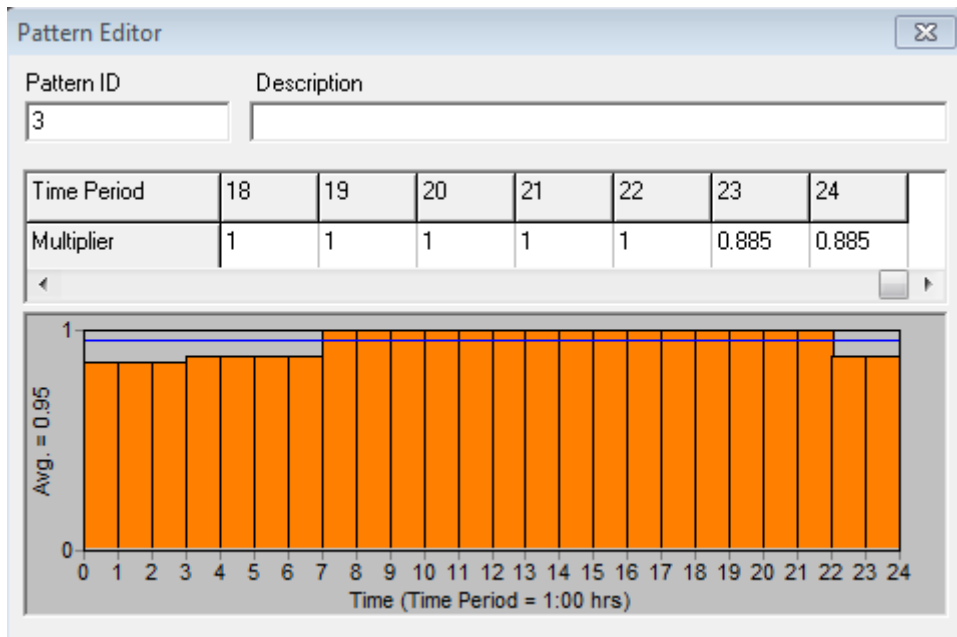 Pattern Editor
Pattern ID Description
3
Time Period 18 19 20 21 22 23 24
Multiplier 1 1 1 1 1 0.885 0.885
1
Avg. = 0.95
0
0 1 2 3 4 5 6 7 8 9 10 11 12 13 14 15 16 17 18 19 20 21 22 23 24
Time (Time Period = 1:00 hrs)